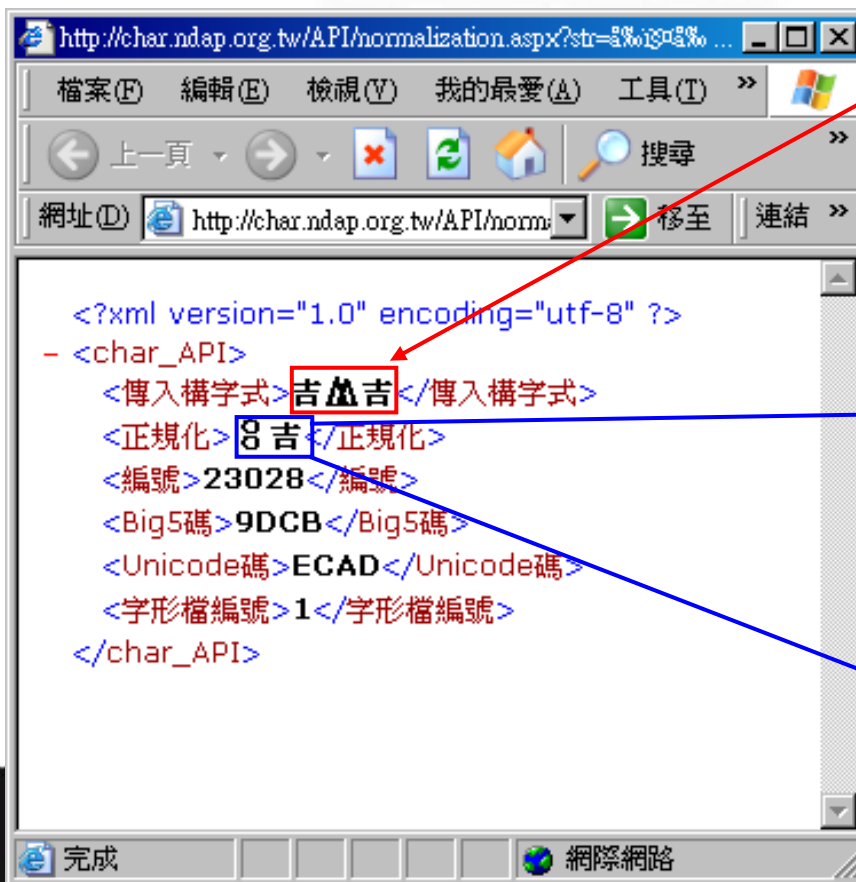 http://char.ndap.org.tw/API/normalization.aspx?str=å‰ïŞ¤å‰ ...
檔案(F) 編輯(E) 檢視(V) 我的最愛(A) 工具(T) »
上一頁 搜尋 »
網址(D) http://char.ndap.org.tw/API/norm 移至 連結 »
<?xml version="1.0" encoding="utf-8" ?>
– <char_API>
<傳入構字式>吉吉</傳入構字式>
<正規化>吉</正規化>
<編號>23028</編號>
<Big5碼>9DCB</Big5碼>
<Unicode碼>ECAD</Unicode碼>
<字形檔編號>1</字形檔編號>
</char_API>
完成 網際網路